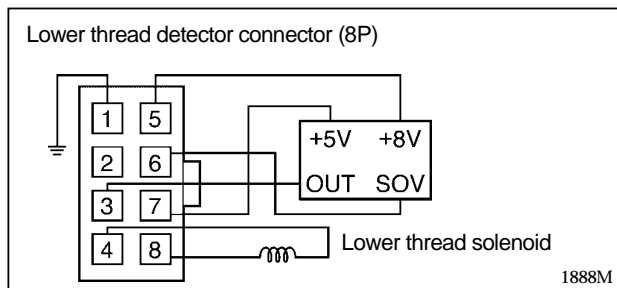 Lower thread detector connector (8P)
1 5
+5V +8V
2 6
OUT SOV
3 7
4 8
Lower thread solenoid
1888M